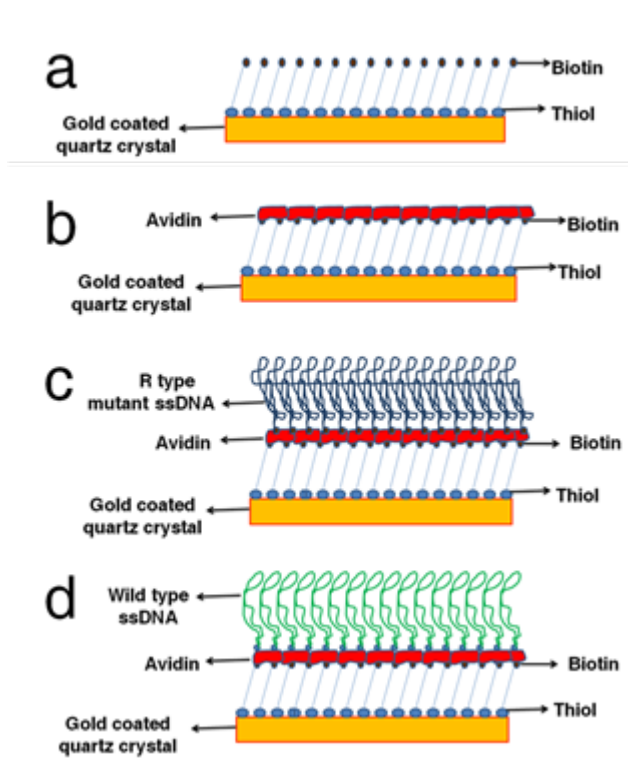 a
Biotin
Thiol
Gold coated
quartz crystal
b
Avidin
Biotin
Thiol
Gold coated
quartz crystal
c
R type
mutant ssDNA
Avidin
Biotin
Thiol
Gold coated
quartz crystal
d
Wild type
ssDNA
Avidin
Biotin
Thiol
Gold coated
quartz crystal